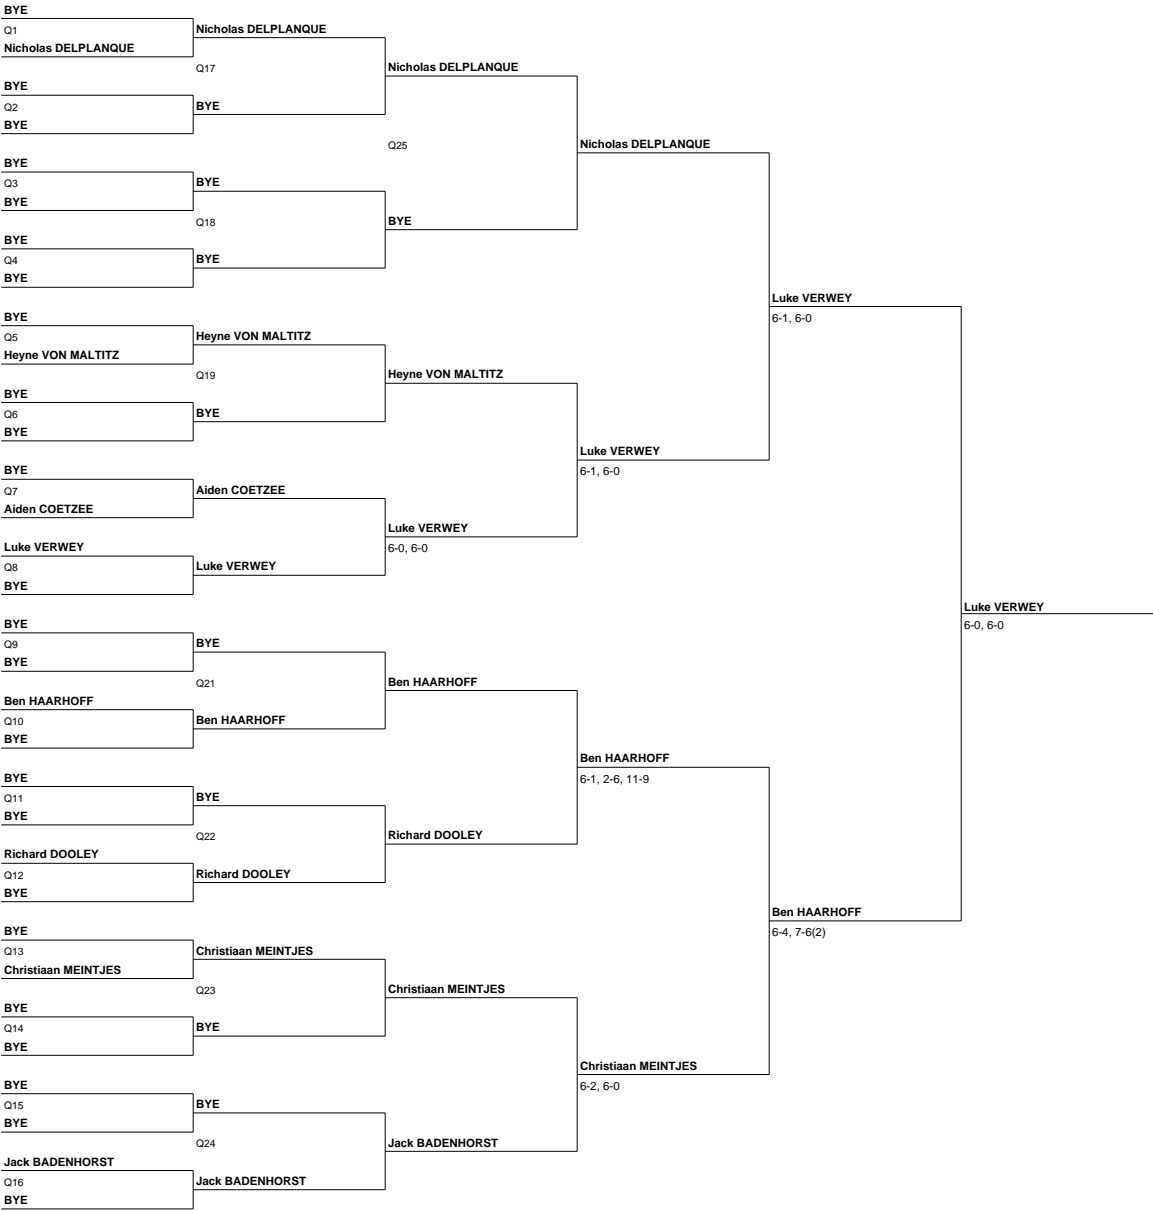 BYE
Q1
Nicholas DELPLANQUE
Nicholas DELPLANQUE
Q17
Nicholas DELPLANQUE
BYE
Q2
BYE
BYE
Q25
Nicholas DELPLANQUE
BYE
Q3
BYE
BYE
Q18
BYE
BYE
Q4
BYE
BYE
Luke VERWEY
6-1, 6-0
BYE
Q5
Heyne VON MALTITZ
Heyne VON MALTITZ
Q19
Heyne VON MALTITZ
BYE
Q6
BYE
BYE
Luke VERWEY
6-1, 6-0
BYE
Q7
Aiden COETZEE
Aiden COETZEE
Luke VERWEY
6-0, 6-0
Luke VERWEY
Q8
BYE
Luke VERWEY
Luke VERWEY
6-0, 6-0
BYE
Q9
BYE
BYE
Q21
Ben HAARHOFF
Ben HAARHOFF
Q10
BYE
Ben HAARHOFF
Ben HAARHOFF
6-1, 2-6, 11-9
BYE
Q11
BYE
BYE
Q22
Richard DOOLEY
Richard DOOLEY
Q12
BYE
Richard DOOLEY
Ben HAARHOFF
6-4, 7-6(2)
BYE
Q13
Christiaan MEINTJES
Christiaan MEINTJES
Q23
Christiaan MEINTJES
BYE
Q14
BYE
BYE
Christiaan MEINTJES
6-2, 6-0
BYE
Q15
BYE
BYE
Q24
Jack BADENHORST
Jack BADENHORST
Q16
BYE
Jack BADENHORST